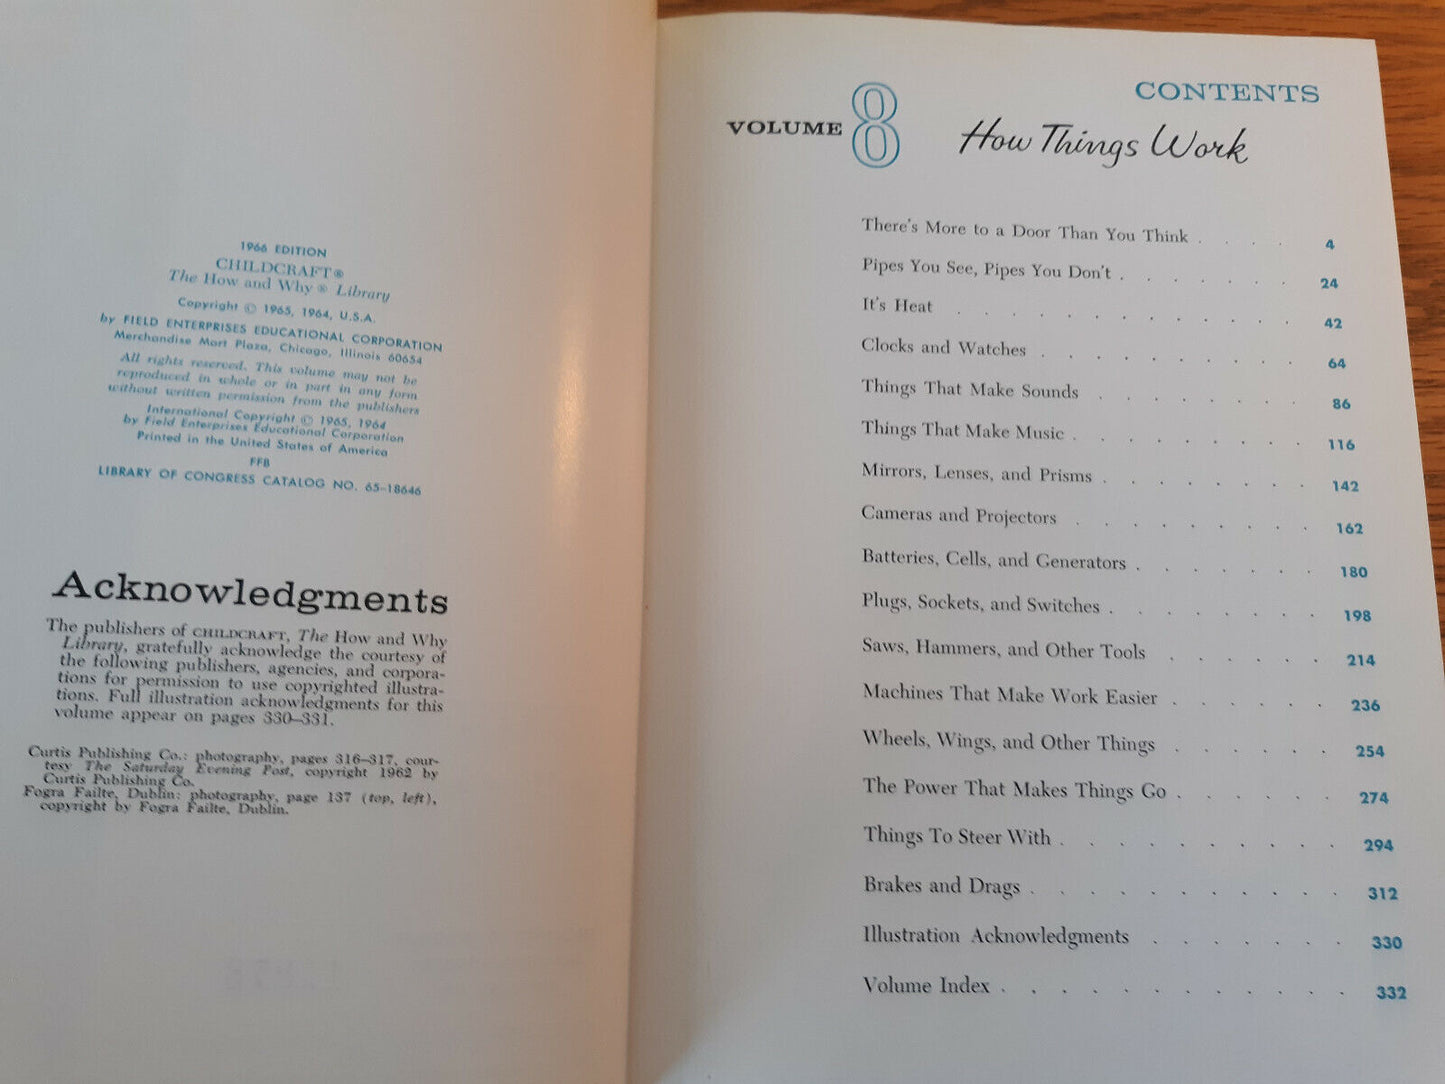 1966 EDITION
CHILDCRAFT®
The How and Why® Library
Copyright © 1965, 1964, U.S.A.
by FIELD ENTERPRISES EDUCATIONAL CORPORATION
Merchandise Mart Plaza, Chicago, Illinois 60654
All rights reserved. This volume may not be
reproduced in whole or in part in any form
without written permission from the publishers
International Copyright © 1965, 1964
by Field Enterprises Educational Corporation
Printed in the United States of America
FFB
LIBRARY OF CONGRESS CATALOG NO. 65-18646
Acknowledgments
The publishers of CHILDCRAFT, The How and Why
Library, gratefully acknowledge the courtesy of
the following publishers, agencies, and corpora-
tions for permission to use copyrighted illustra-
tions. Full illustration acknowledgments for this
volume appear on pages 330–331.
Curtis Publishing Co.: photography, pages 316–317, cour-
tesy The Saturday Evening Post, copyright 1962 by
Curtis Publishing Co.
Fogra Failte, Dublin: photography, page 137 (top, left),
copyright by Fogra Failte, Dublin.
CONTENTS
VOLUME 8 How Things Work
There's More to a Door Than You Think . . . . 4
Pipes You See, Pipes You Don't . . . . . . . 24
It's Heat . . . . . . . . . . . . . 42
Clocks and Watches . . . . . . . . . . 64
Things That Make Sounds . . . . . . . . 86
Things That Make Music . . . . . . . . . 116
Mirrors, Lenses, and Prisms . . . . . . . . 142
Cameras and Projectors . . . . . . . . . 162
Batteries, Cells, and Generators . . . . . . . 180
Plugs, Sockets, and Switches . . . . . . . . 198
Saws, Hammers, and Other Tools . . . . . . 214
Machines That Make Work Easier . . . . . . 236
Wheels, Wings, and Other Things . . . . . . 254
The Power That Makes Things Go . . . . . . 274
Things To Steer With . . . . . . . . . . 294
Brakes and Drags . . . . . . . . . . . 312
Illustration Acknowledgments . . . . . . . 330
Volume Index . . . . . . . . . . . . 332